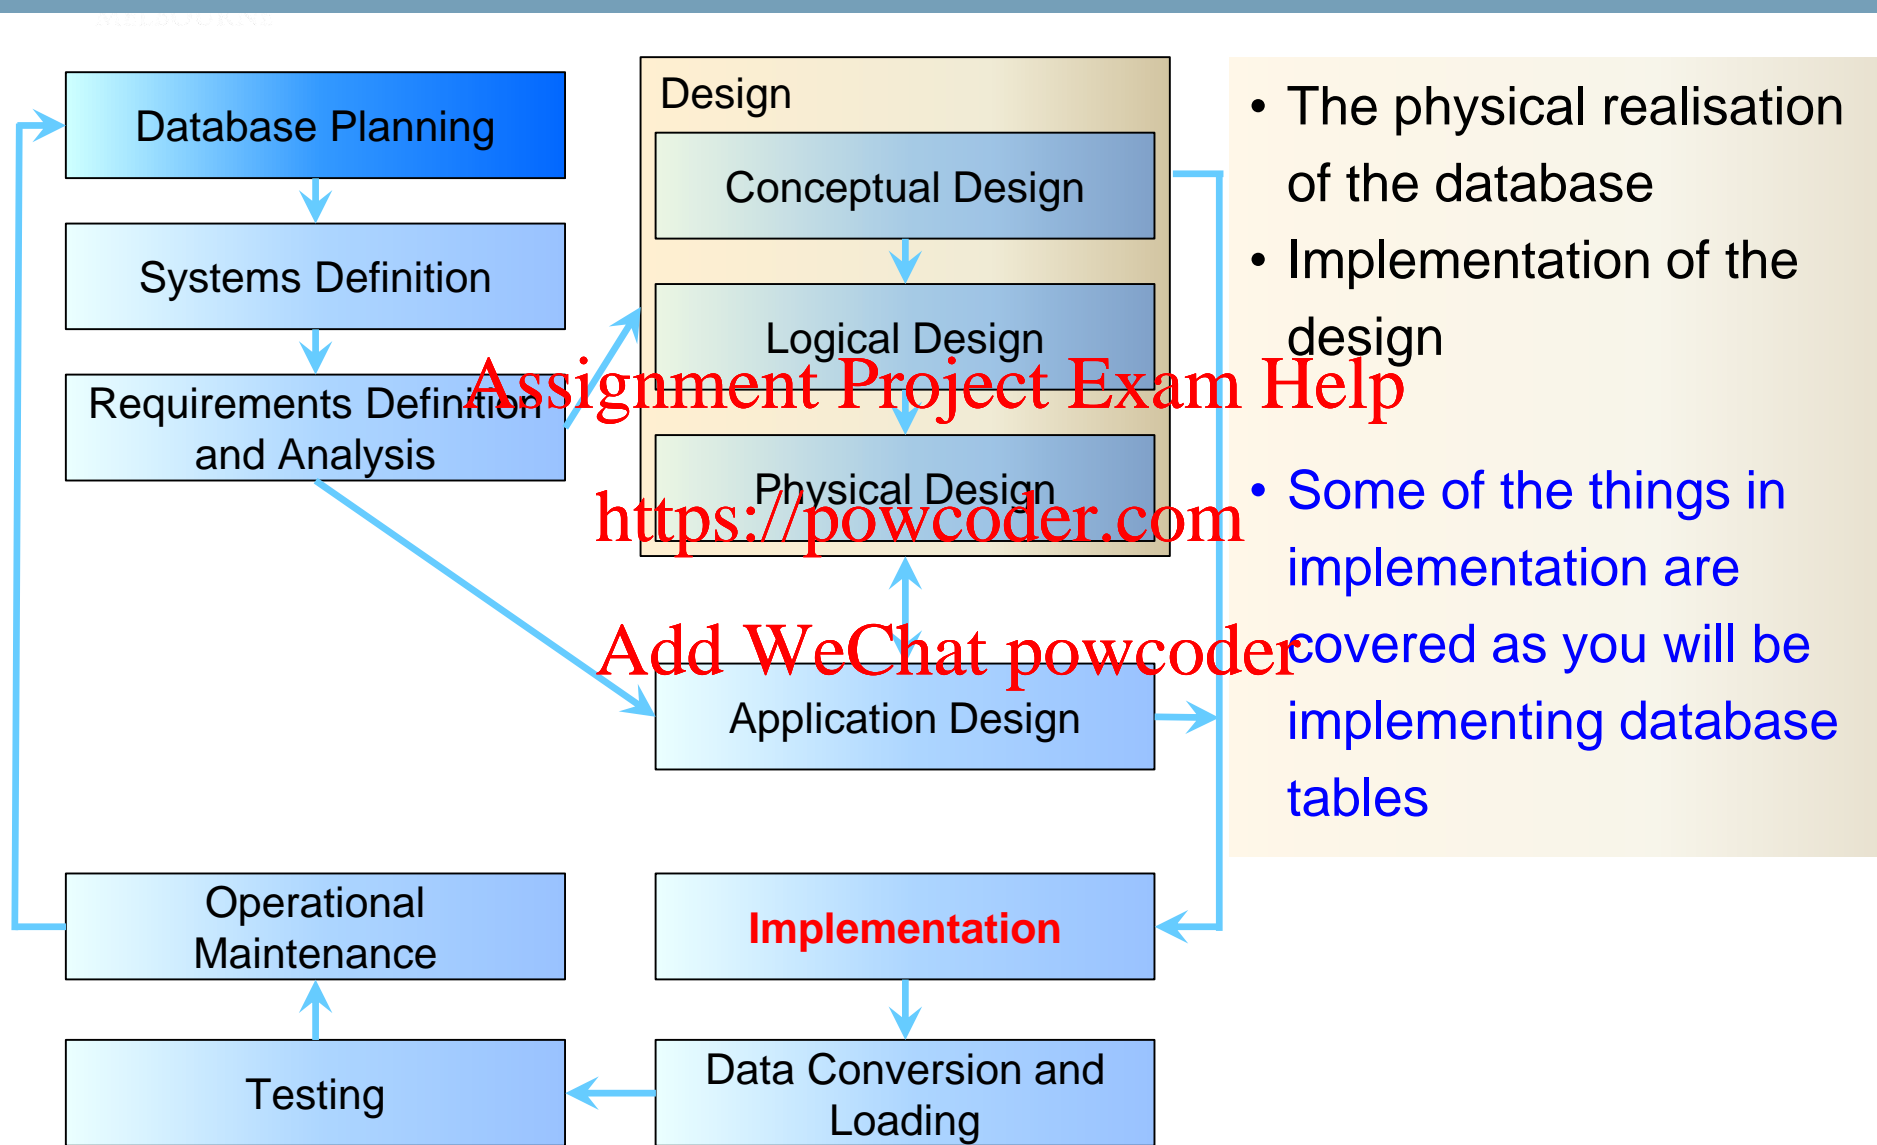 Database Planning
Systems Definition
Requirements Definition
and Analysis
Design
Conceptual Design
Logical Design
Physical Design
Application Design
Implementation
Data Conversion and
Loading
Testing
Operational
Maintenance
• The physical realisation
of the database
• Implementation of the
design
• Some of the things in
implementation are
covered as you will be
implementing database
tables
Assignment Project Exam Help
https://powcoder.com
Add WeChat powcoder